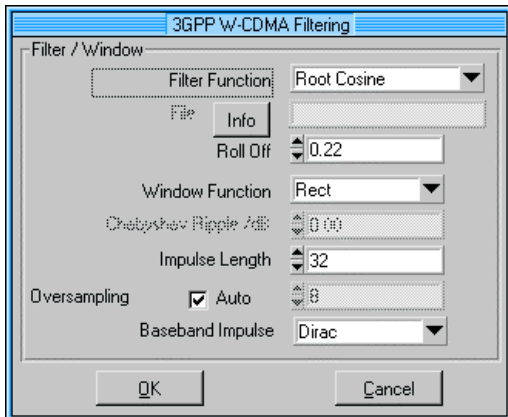 3GPP W-CDMA Filtering
Filter / Window
Filter Function Root Cosine
File Info
Roll Off 0.22
Window Function Rect
Chebyshev Ripple /dB 0.00
Impulse Length 32
Oversampling Auto 8
Baseband Impulse Dirac
OK Cancel